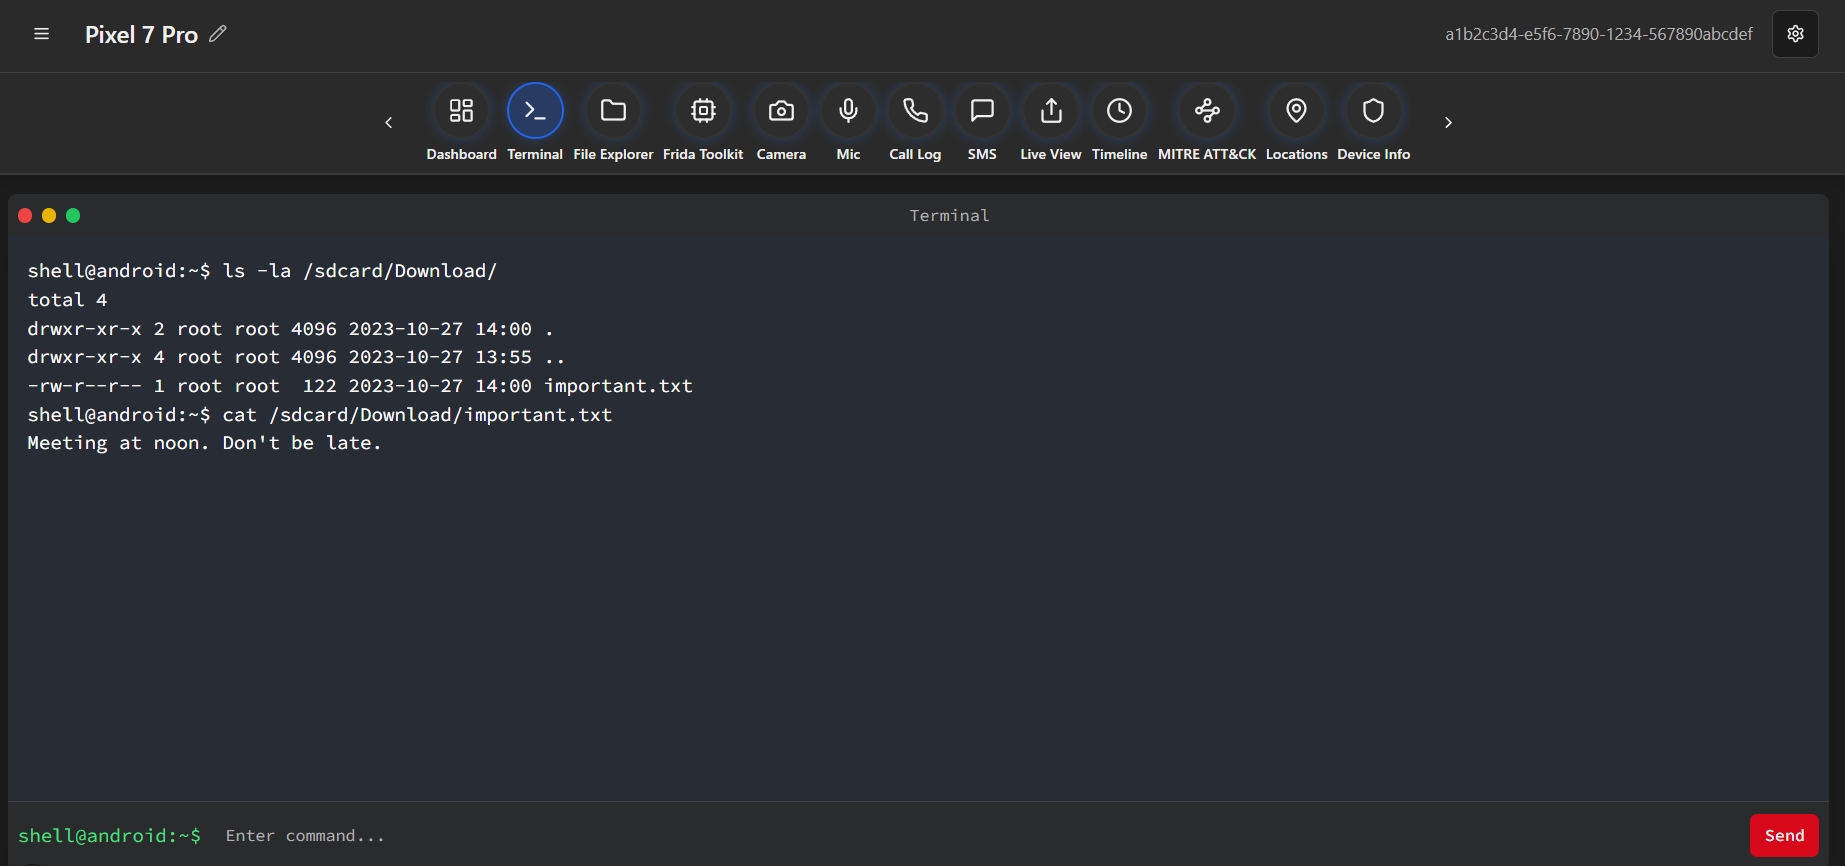 Pixel 7 Pro
a1b2c3d4-e5f6-7890-1234-567890abcdef
Dashboard Terminal File Explorer Frida Toolkit Camera Mic Call Log SMS Live View Timeline MITRE ATT&CK Locations Device Info
Terminal
shell@android:~$ ls -la /sdcard/Download/
total 4
drwxr-xr-x 2 root root 4096 2023-10-27 14:00 .
drwxr-xr-x 4 root root 4096 2023-10-27 13:55 ..
-rw-r--r-- 1 root root  122 2023-10-27 14:00 important.txt
shell@android:~$ cat /sdcard/Download/important.txt
Meeting at noon. Don't be late.
shell@android:~$ Enter command...
Send